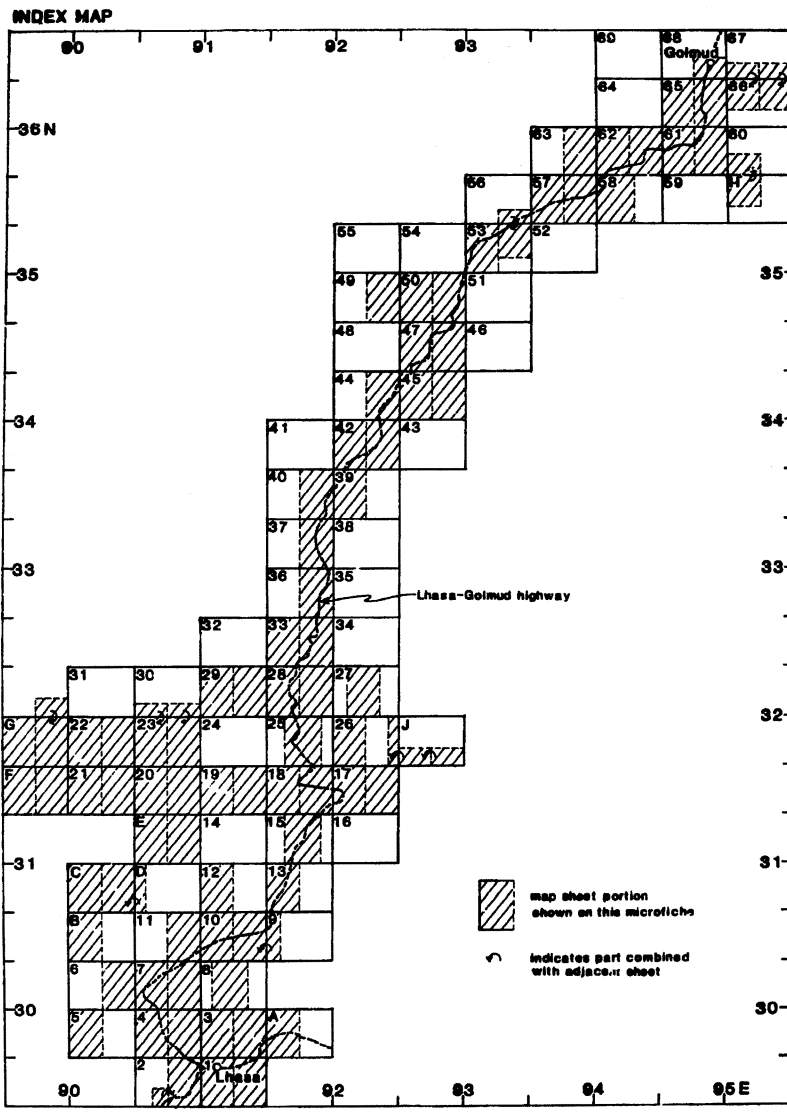 INDEX MAP
90 91 92 93
69 68 67
Golmud
64 65 66
36N
63 62 61 60
56 57 58 59 H
55 54 53 52
35 35
49 50 51
48 47 46
44 45
34 34
41 42 43
40 39
37 38
33 33
36 35
Lhasa-Golmud highway
32 33 34
31 30 29 28 27
32
G 22 23 24 25 26 J
F 21 20 19 18 17
E 14 15 16
31 31
C D 12 13
map sheet portion
shown on this microfiche
B 11 10 9
indicates part combined
with adjacent sheet
6 7 8
30 30
5 4 3 A
2 1
Lhasa
90 91 92 93 94 95E